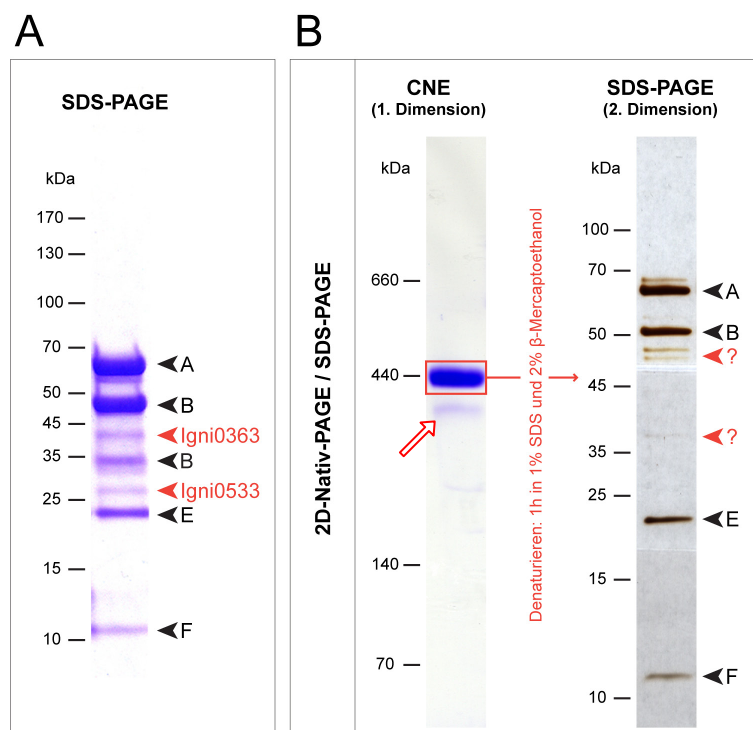 A
SDS-PAGE
kDa
170
130
100
70
50
45
35
25
15
10
A
B
Igni0363
B
Igni0533
E
F
B
2D-Nativ-PAGE / SDS-PAGE
CNE
(1. Dimension)
kDa
660
440
140
70
Denaturieren: 1h in 1% SDS und 2% β-Mercaptoethanol
SDS-PAGE
(2. Dimension)
kDa
100
70
50
45
35
25
15
10
A
B
?
?
E
F